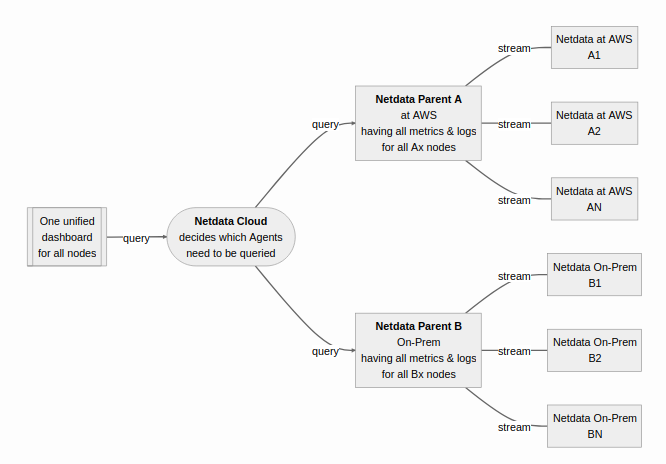 One unified
dashboard
for all nodes
query
Netdata Cloud
decides which Agents
need to be queried
query
query
Netdata Parent A
at AWS
having all metrics & logs
for all Ax nodes
stream
stream
stream
Netdata at AWS
A1
Netdata at AWS
A2
Netdata at AWS
AN
Netdata Parent B
On-Prem
having all metrics & logs
for all Bx nodes
stream
stream
stream
Netdata On-Prem
B1
Netdata On-Prem
B2
Netdata On-Prem
BN